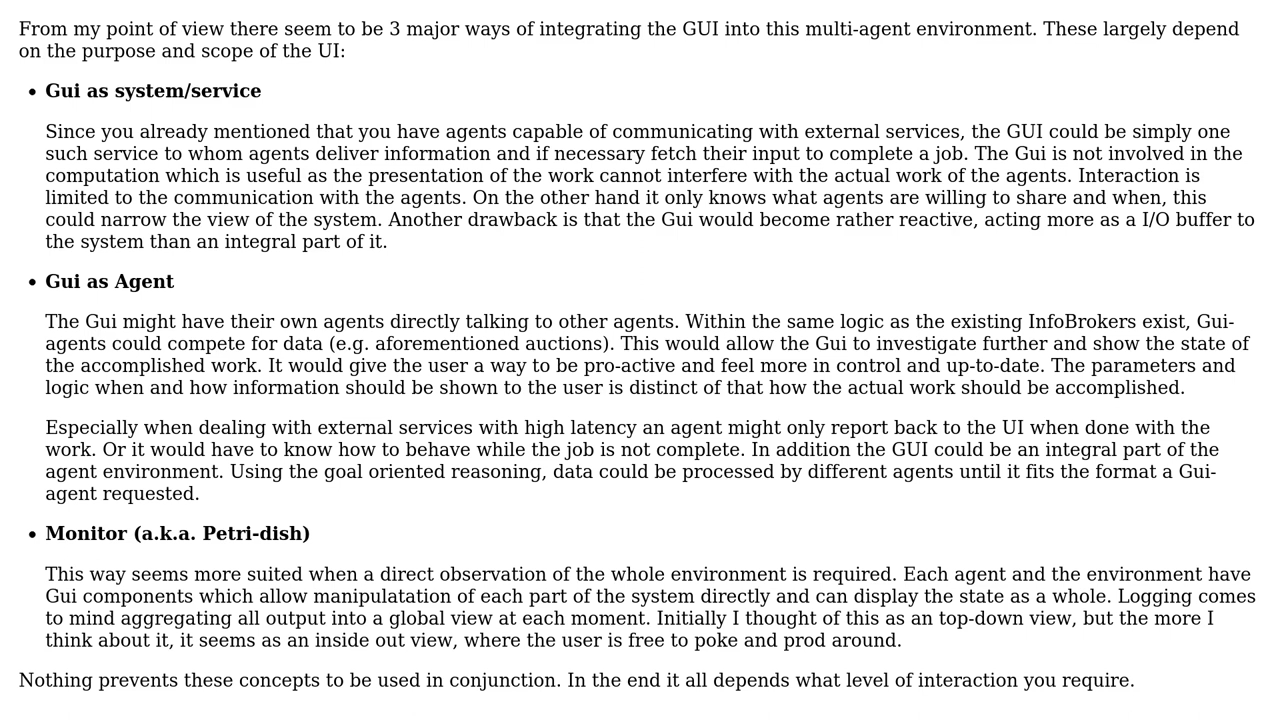 From my point of view there seem to be 3 major ways of integrating the GUI into this multi-agent environment. These largely depend
on the purpose and scope of the UI:
• Gui as system/service
Since you already mentioned that you have agents capable of communicating with external services, the GUI could be simply one
such service to whom agents deliver information and if necessary fetch their input to complete a job. The Gui is not involved in the
computation which is useful as the presentation of the work cannot interfere with the actual work of the agents. Interaction is
limited to the communication with the agents. On the other hand it only knows what agents are willing to share and when, this
could narrow the view of the system. Another drawback is that the Gui would become rather reactive, acting more as a I/O buffer to
the system than an integral part of it.
• Gui as Agent
The Gui might have their own agents directly talking to other agents. Within the same logic as the existing InfoBrokers exist, Gui-
agents could compete for data (e.g. aforementioned auctions). This would allow the Gui to investigate further and show the state of
the accomplished work. It would give the user a way to be pro-active and feel more in control and up-to-date. The parameters and
logic when and how information should be shown to the user is distinct of that how the actual work should be accomplished.
Especially when dealing with external services with high latency an agent might only report back to the UI when done with the
work. Or it would have to know how to behave while the job is not complete. In addition the GUI could be an integral part of the
agent environment. Using the goal oriented reasoning, data could be processed by different agents until it fits the format a Gui-
agent requested.
• Monitor (a.k.a. Petri-dish)
This way seems more suited when a direct observation of the whole environment is required. Each agent and the environment have
Gui components which allow manipulatation of each part of the system directly and can display the state as a whole. Logging comes
to mind aggregating all output into a global view at each moment. Initially I thought of this as an top-down view, but the more I
think about it, it seems as an inside out view, where the user is free to poke and prod around.
Nothing prevents these concepts to be used in conjunction. In the end it all depends what level of interaction you require.